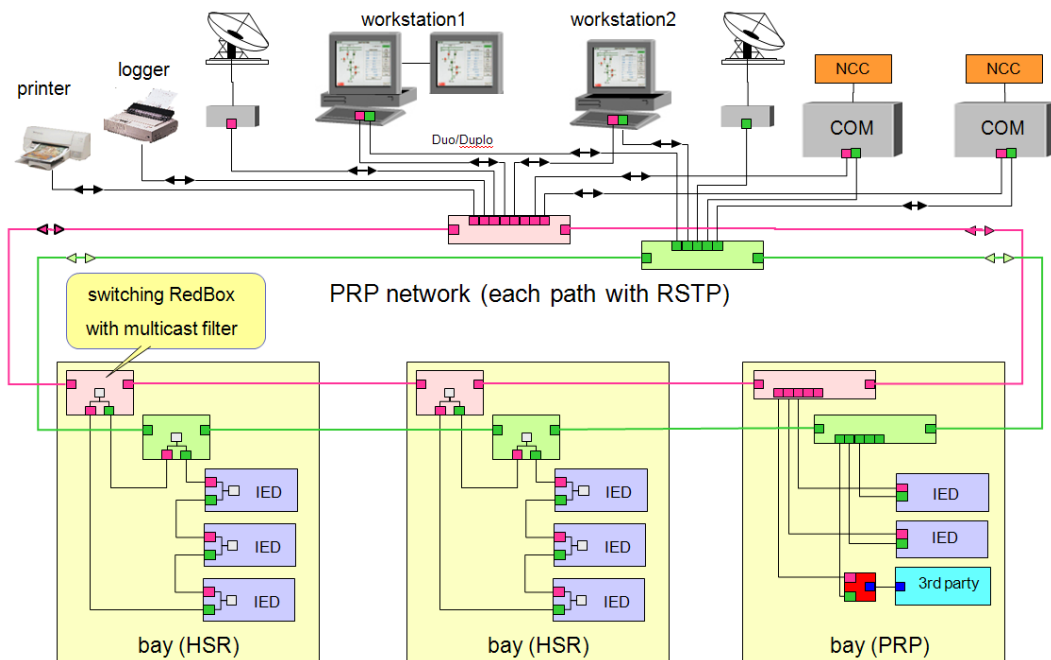 workstation1
workstation2
logger
printer
NCC
NCC
COM
COM
Duo/Duplo
PRP network (each path with RSTP)
switching RedBox
with multicast filter
IED
IED
IED
bay (HSR)
IED
IED
IED
bay (HSR)
IED
IED
3rd party
bay (PRP)